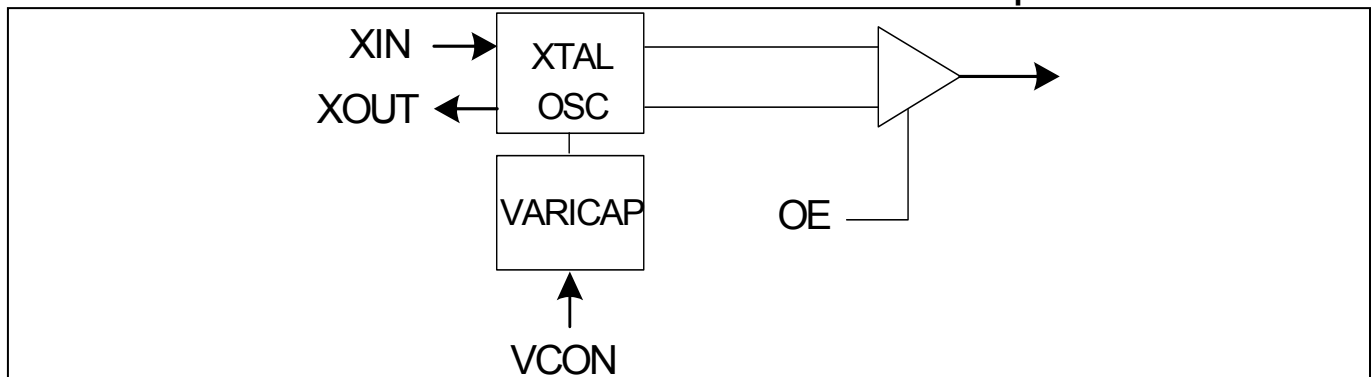 XIN
XTAL
OSC
XOUT
VARICAP
OE
VCON